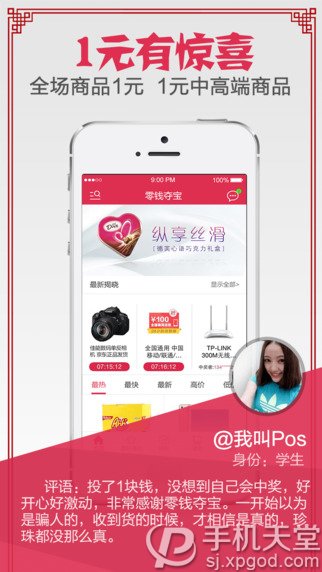 1元有惊喜
全场商品1元 1元中高端商品
9:00 PM
100%
零钱夺宝
Dove
纵享丝滑
德芙心语巧克力礼盒
最新揭晓
显示全部>
佳能数码单反相机 京东正品发货
07:15:12
¥100
全国通用 中国移动/联通/...
07:16:12
TP-LINK 300M无线...
最热 最快 最新 高价 低
@我叫Pos
身份：学生
评语：投了1块钱，没想到自己会中奖，好
开心好激动，非常感谢零钱夺宝。一开始以为
是骗人的，收到货的时候，才相信是真的。珍
珠都没那么真。
手机天堂
sj.xpgod.com